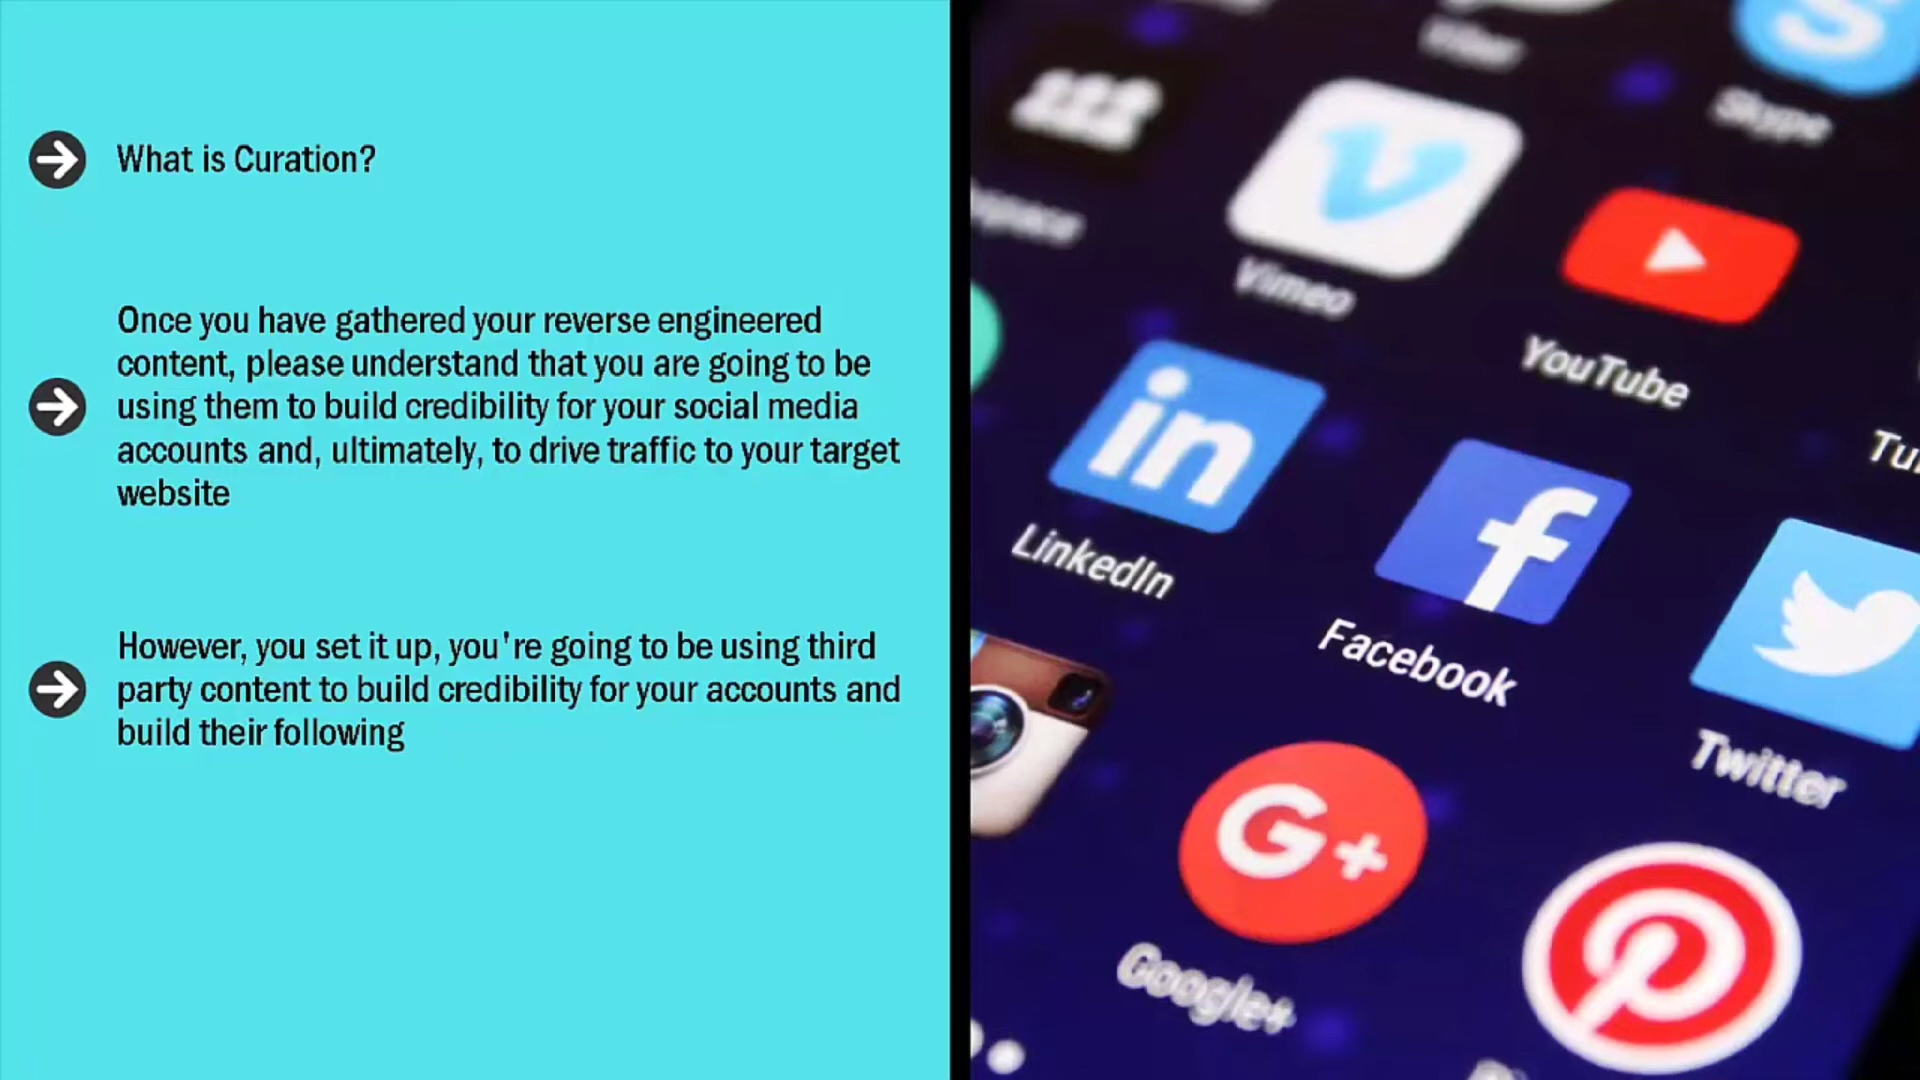 What is Curation?
Once you have gathered your reverse engineered
content, please understand that you are going to be
using them to build credibility for your social media
accounts and, ultimately, to drive traffic to your target
website
However, you set it up, you're going to be using third
party content to build credibility for your accounts and
build their following
Viber
Skype
Vimeo
YouTube
in
LinkedIn
f
Facebook
Twitter
G+
Google+